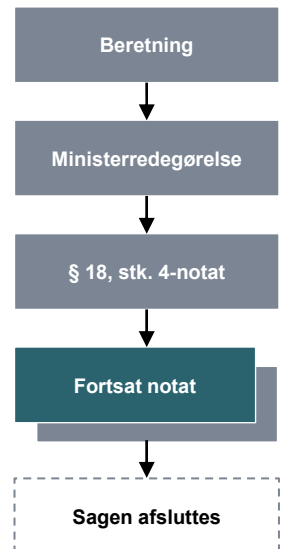 Beretning
Ministerredegørelse
§ 18, stk. 4-notat
Fortsat notat
Sagen afsluttes